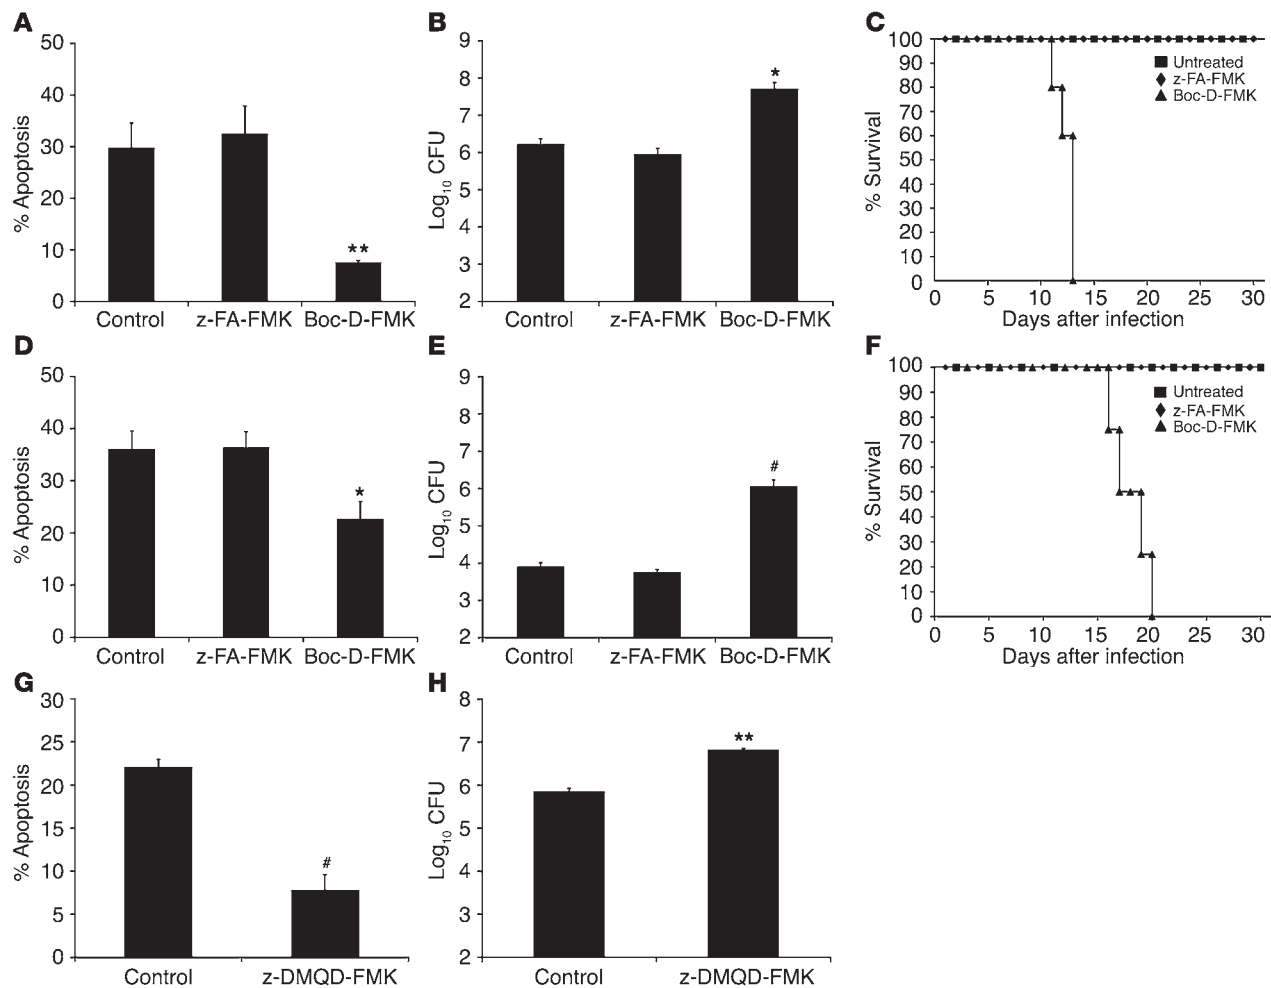 A
50
40
30
20
10
0
% Apoptosis
**
Control
z-FA-FMK
Boc-D-FMK
B
9
8
7
6
5
4
3
2
Log10 CFU
*
Control
z-FA-FMK
Boc-D-FMK
C
100
90
80
70
60
50
40
30
20
10
0
% Survival
Untreated
z-FA-FMK
Boc-D-FMK
0 5 10 15 20 25 30
Days after infection
D
50
40
30
20
10
0
% Apoptosis
*
Control
z-FA-FMK
Boc-D-FMK
E
9
8
7
6
5
4
3
2
Log10 CFU
#
Control
z-FA-FMK
Boc-D-FMK
F
100
90
80
70
60
50
40
30
20
10
0
% Survival
Untreated
z-FA-FMK
Boc-D-FMK
0 5 10 15 20 25 30
Days after infection
G
30
25
20
15
10
5
0
% Apoptosis
#
Control
z-DMQD-FMK
H
8
7
6
5
4
3
2
Log10 CFU
**
Control
z-DMQD-FMK